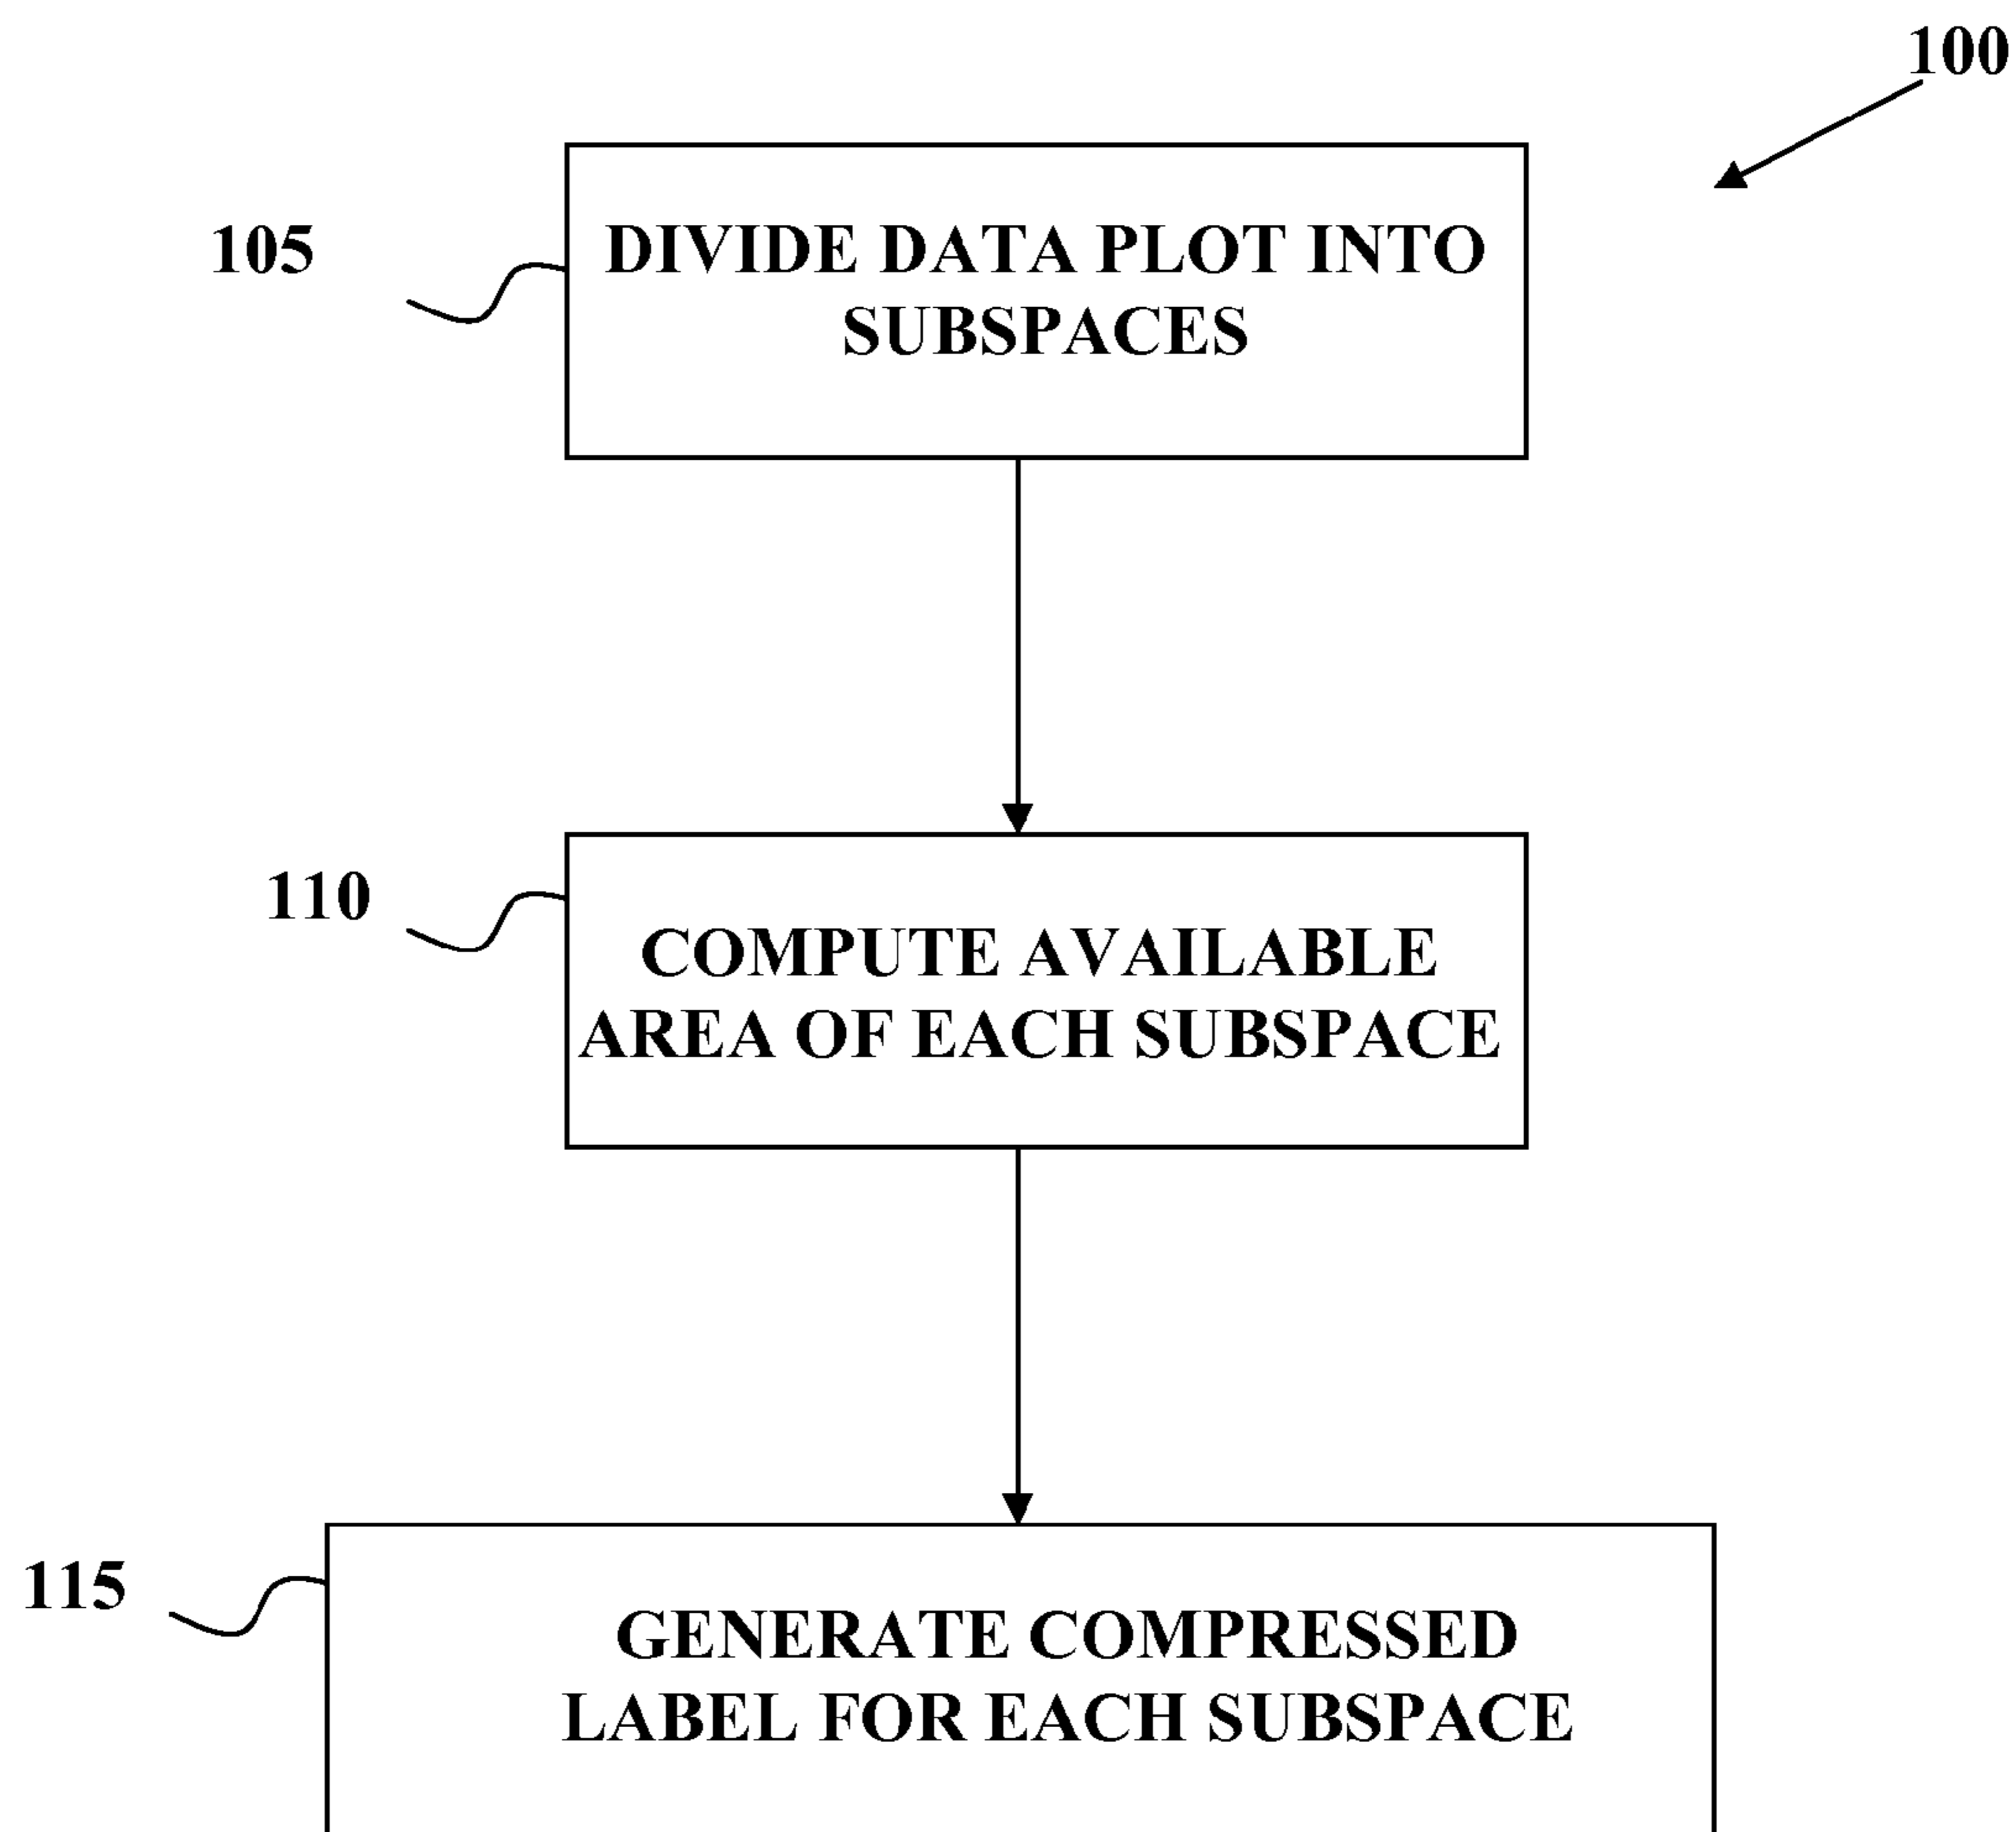 100
105
DIVIDE DATA PLOT INTO
SUBSPACES
110
COMPUTE AVAILABLE
AREA OF EACH SUBSPACE
115
GENERATE COMPRESSED
LABEL FOR EACH SUBSPACE